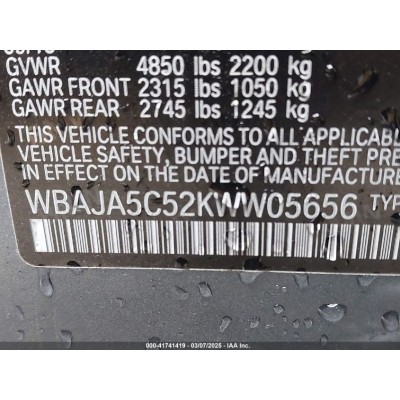 GVWR 4850 lbs 2200 kg
GAWR FRONT 2315 lbs 1050 kg
GAWR REAR 2745 lbs 1245 kg
THIS VEHICLE CONFORMS TO ALL APPLICABLE
VEHICLE SAFETY, BUMPER AND THEFT PRE
EFFECT ON THE DATE OF MANUFACTURE
WBAJA5C52KWW05656 TYP
000-41741419 - 03/07/2025 - IAA Inc.